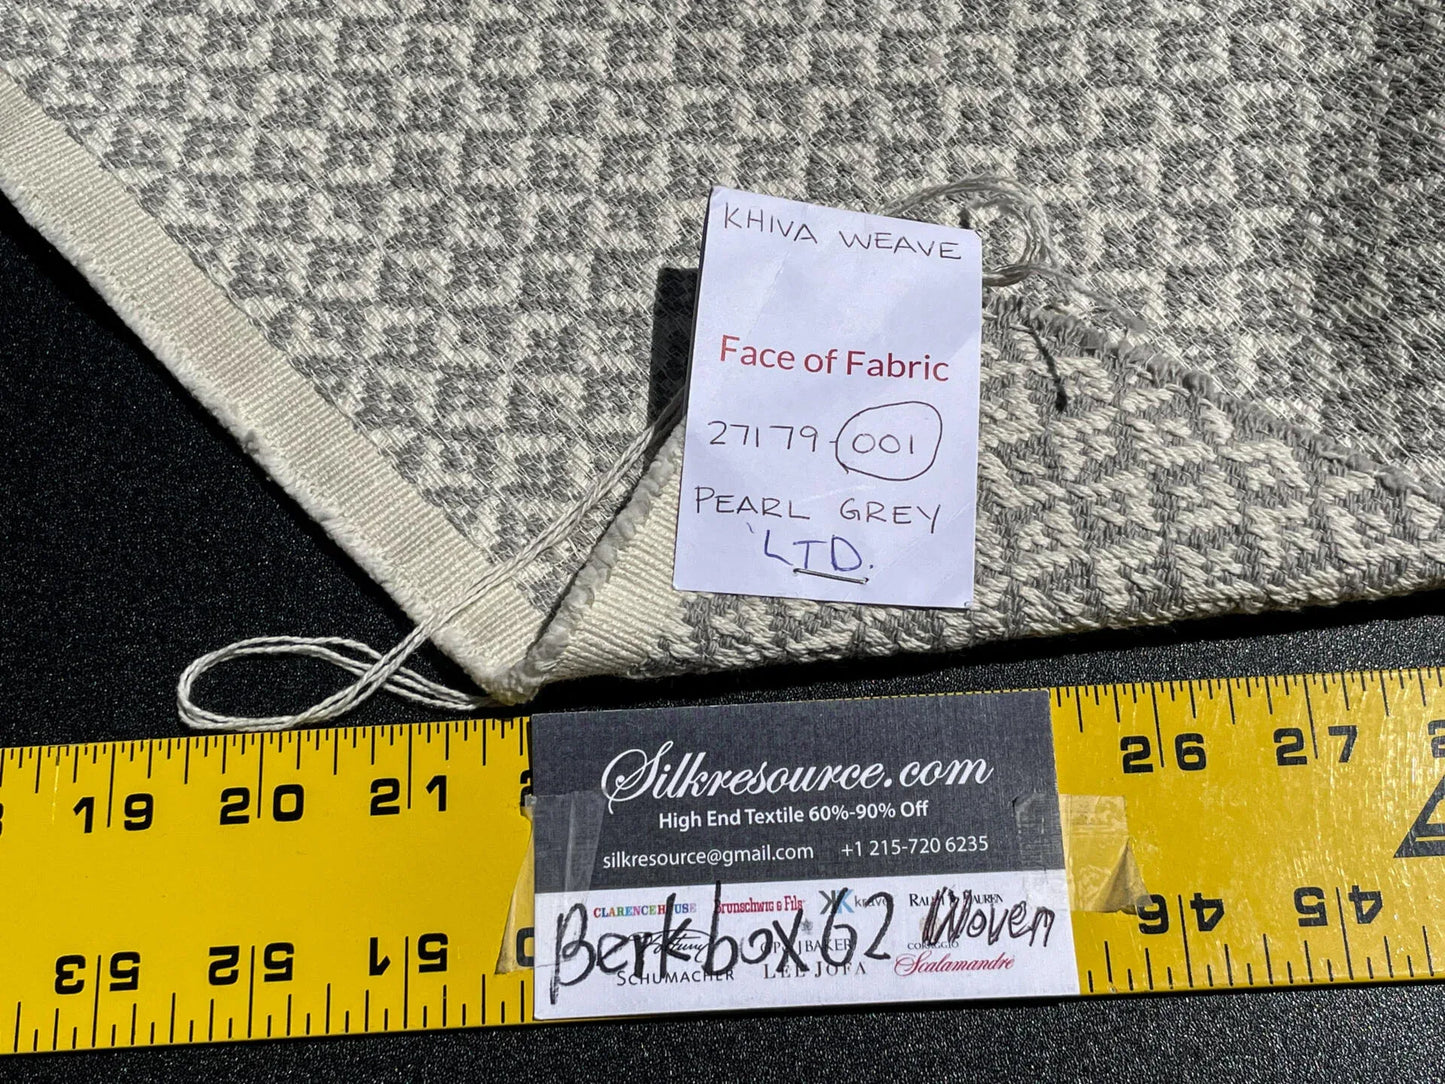 KHIVA WEAVE
Face of Fabric
27179-001
PEARL GREY
LTD.
Silkresource.com
High End Textile 60%-90% Off
silkresource@gmail.com +1 215-720 6235
CLARENCE HOUSE Brunschwig & Fils kravet RALPH LAUREN
Berkbox62 Woven
SCHUMACHER LEE JOFA Scalamandré
19 20 21 26 27
53 52 51 46 45